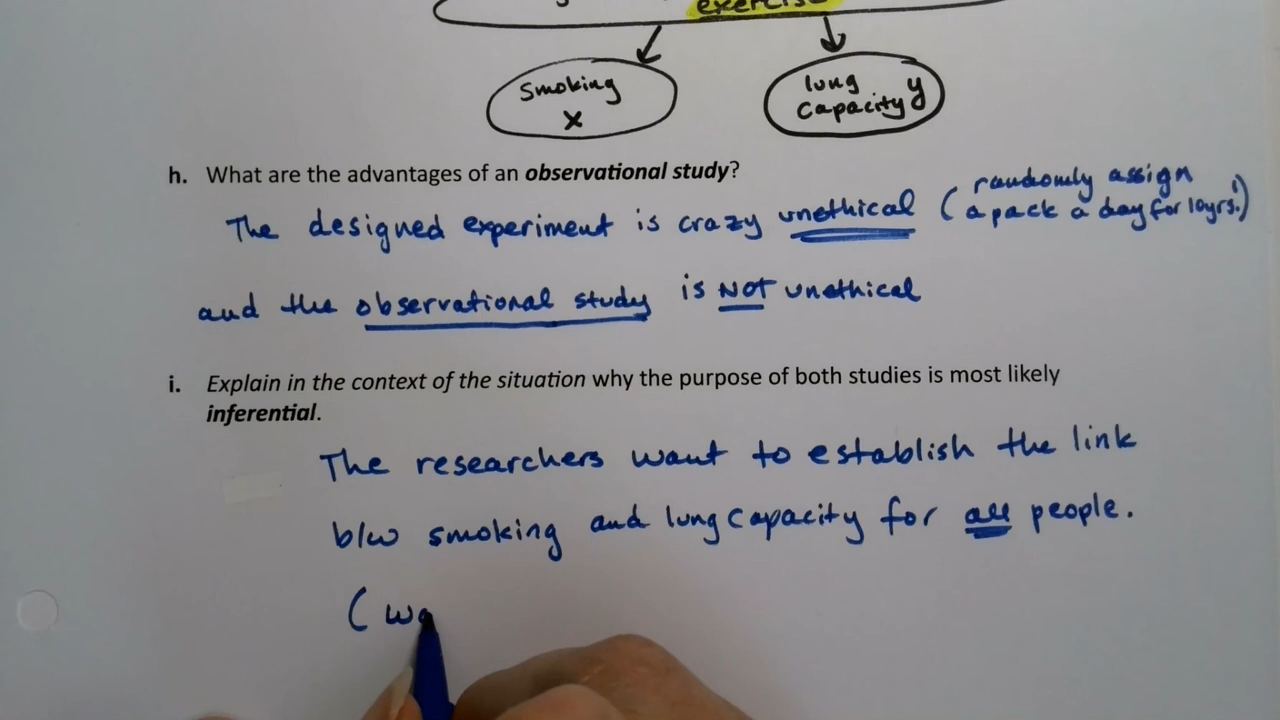 exercise
smoking
x
lung
capacity y
h. What are the advantages of an observational study?
The designed experiment is crazy unethical (randomly assign
a pack a day for 10yrs!)
and the observational study is NOT unethical
i. Explain in the context of the situation why the purpose of both studies is most likely
inferential.
The researchers want to establish the link
b/w smoking and lung capacity for all people.
(